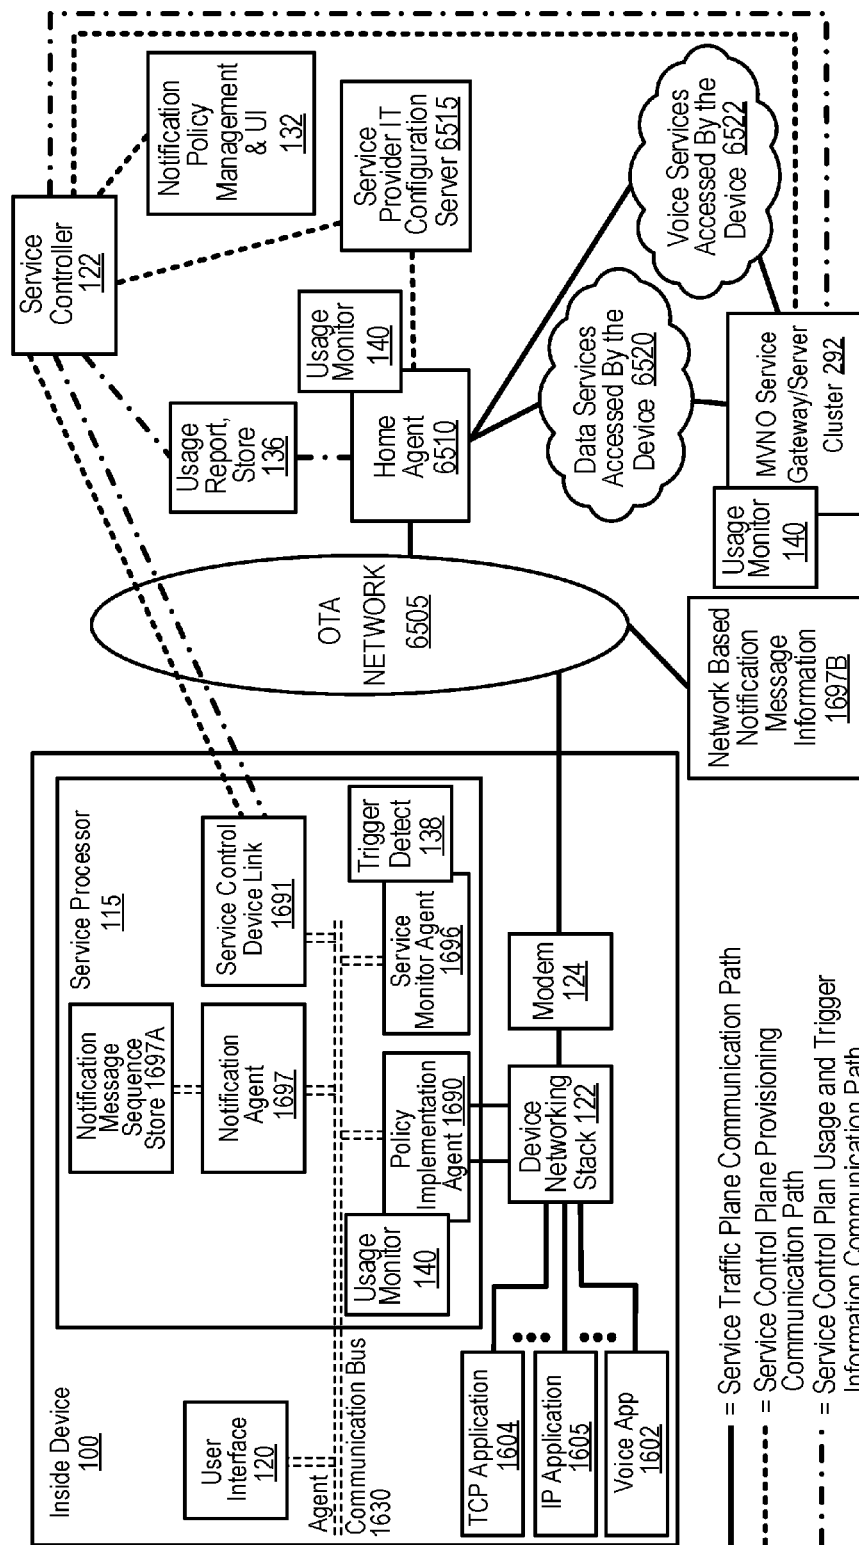 Inside Device
100
User
Interface
120
Agent
Communication Bus
1630
TCP Application
1604
IP Application
1605
Voice App
1602
Service Processor
115
Notification
Message
Sequence
Store 1697A
Notification
Agent
1697
Service Control
Device Link
1691
Usage
Monitor
140
Policy
Implementation
Agent 1690
Service
Monitor Agent
1696
Trigger
Detect
138
Device
Networking
Stack 122
Modem
124
OTA
NETWORK
6505
Network Based
Notification
Message
Information
1697B
Service
Controller
122
Notification
Policy
Management
& UI
132
Usage
Report,
Store
136
Service
Provider IT
Configuration
Server 6515
Usage
Monitor
140
Home
Agent
6510
Data Services
Accessed By the
Device 6520
Voice Services
Accessed By the
Device 6522
Usage
Monitor
140
MVNO Service
Gateway/Server
Cluster 292
= Service Traffic Plane Communication Path
= Service Control Plane Provisioning
Communication Path
= Service Control Plan Usage and Trigger
Information Communication Path